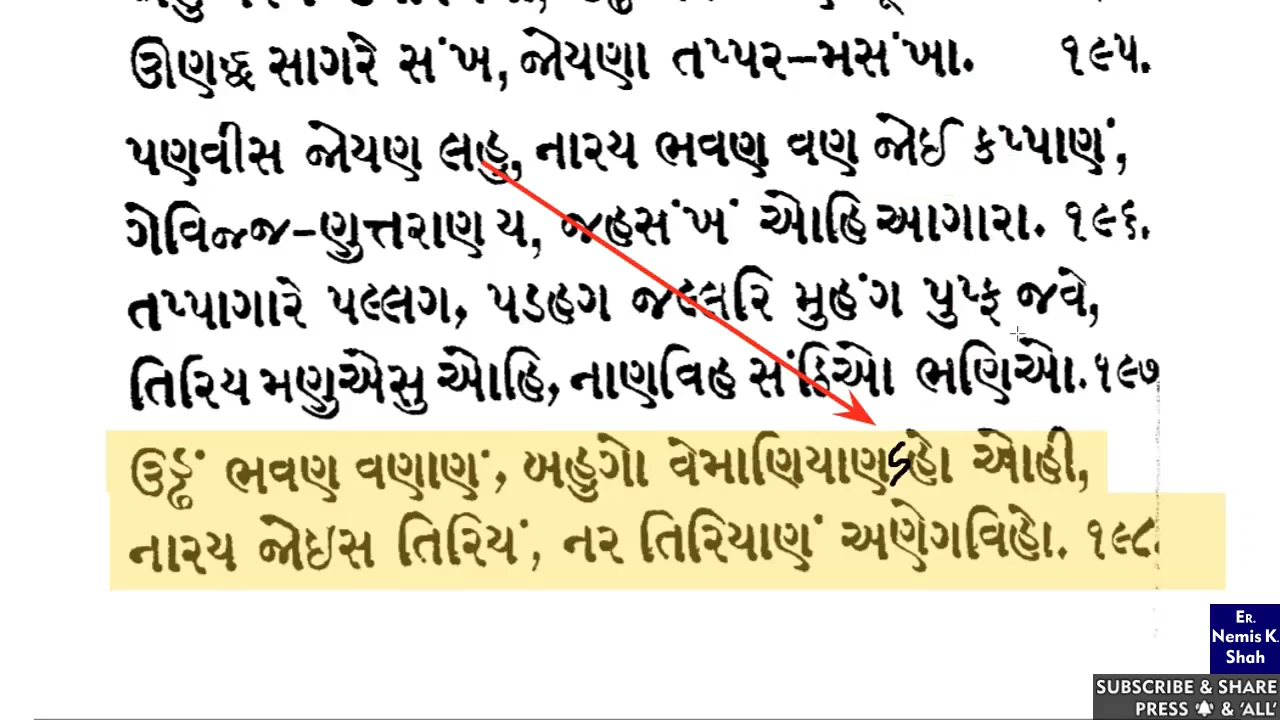 ઊણદ્ધ સાગરે સંખ, જોયણા તપ્પર-મસંખા. ૧૯૫.
પણવીસ જોયણ લહુ, નારય ભવણ વણ જોઈ કપ્પાણં,
ગેવિજ્જ-ણુત્તરાણ ય, જહસંખં ઓહિ આગારા. ૧૯૬.
તપ્પાગારે પલ્લગ, પડહગ જલ્લરિ મુહંગ પુપ્ફ જવે,
તિરિય મણુએસુ ઓહિ, નાણવિહ સંઠિઓ ભણિઓ. ૧૯૭
ઉડ્ઢં ભવણ વણાણં, બહુગો વેમાણિયાણઽહો ઓહી,
નારય જોઇસ તિરિયં, નર તિરિયાણં અણેગવિહો. ૧૯૮.
ER.
Nemis K.
Shah
SUBSCRIBE & SHARE
PRESS & 'ALL'